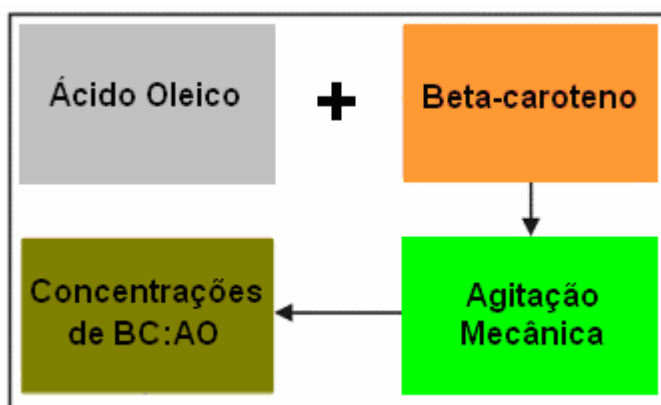 Ácido Oleico
+
Beta-caroteno
Concentrações
de BC:AO
Agitação
Mecânica